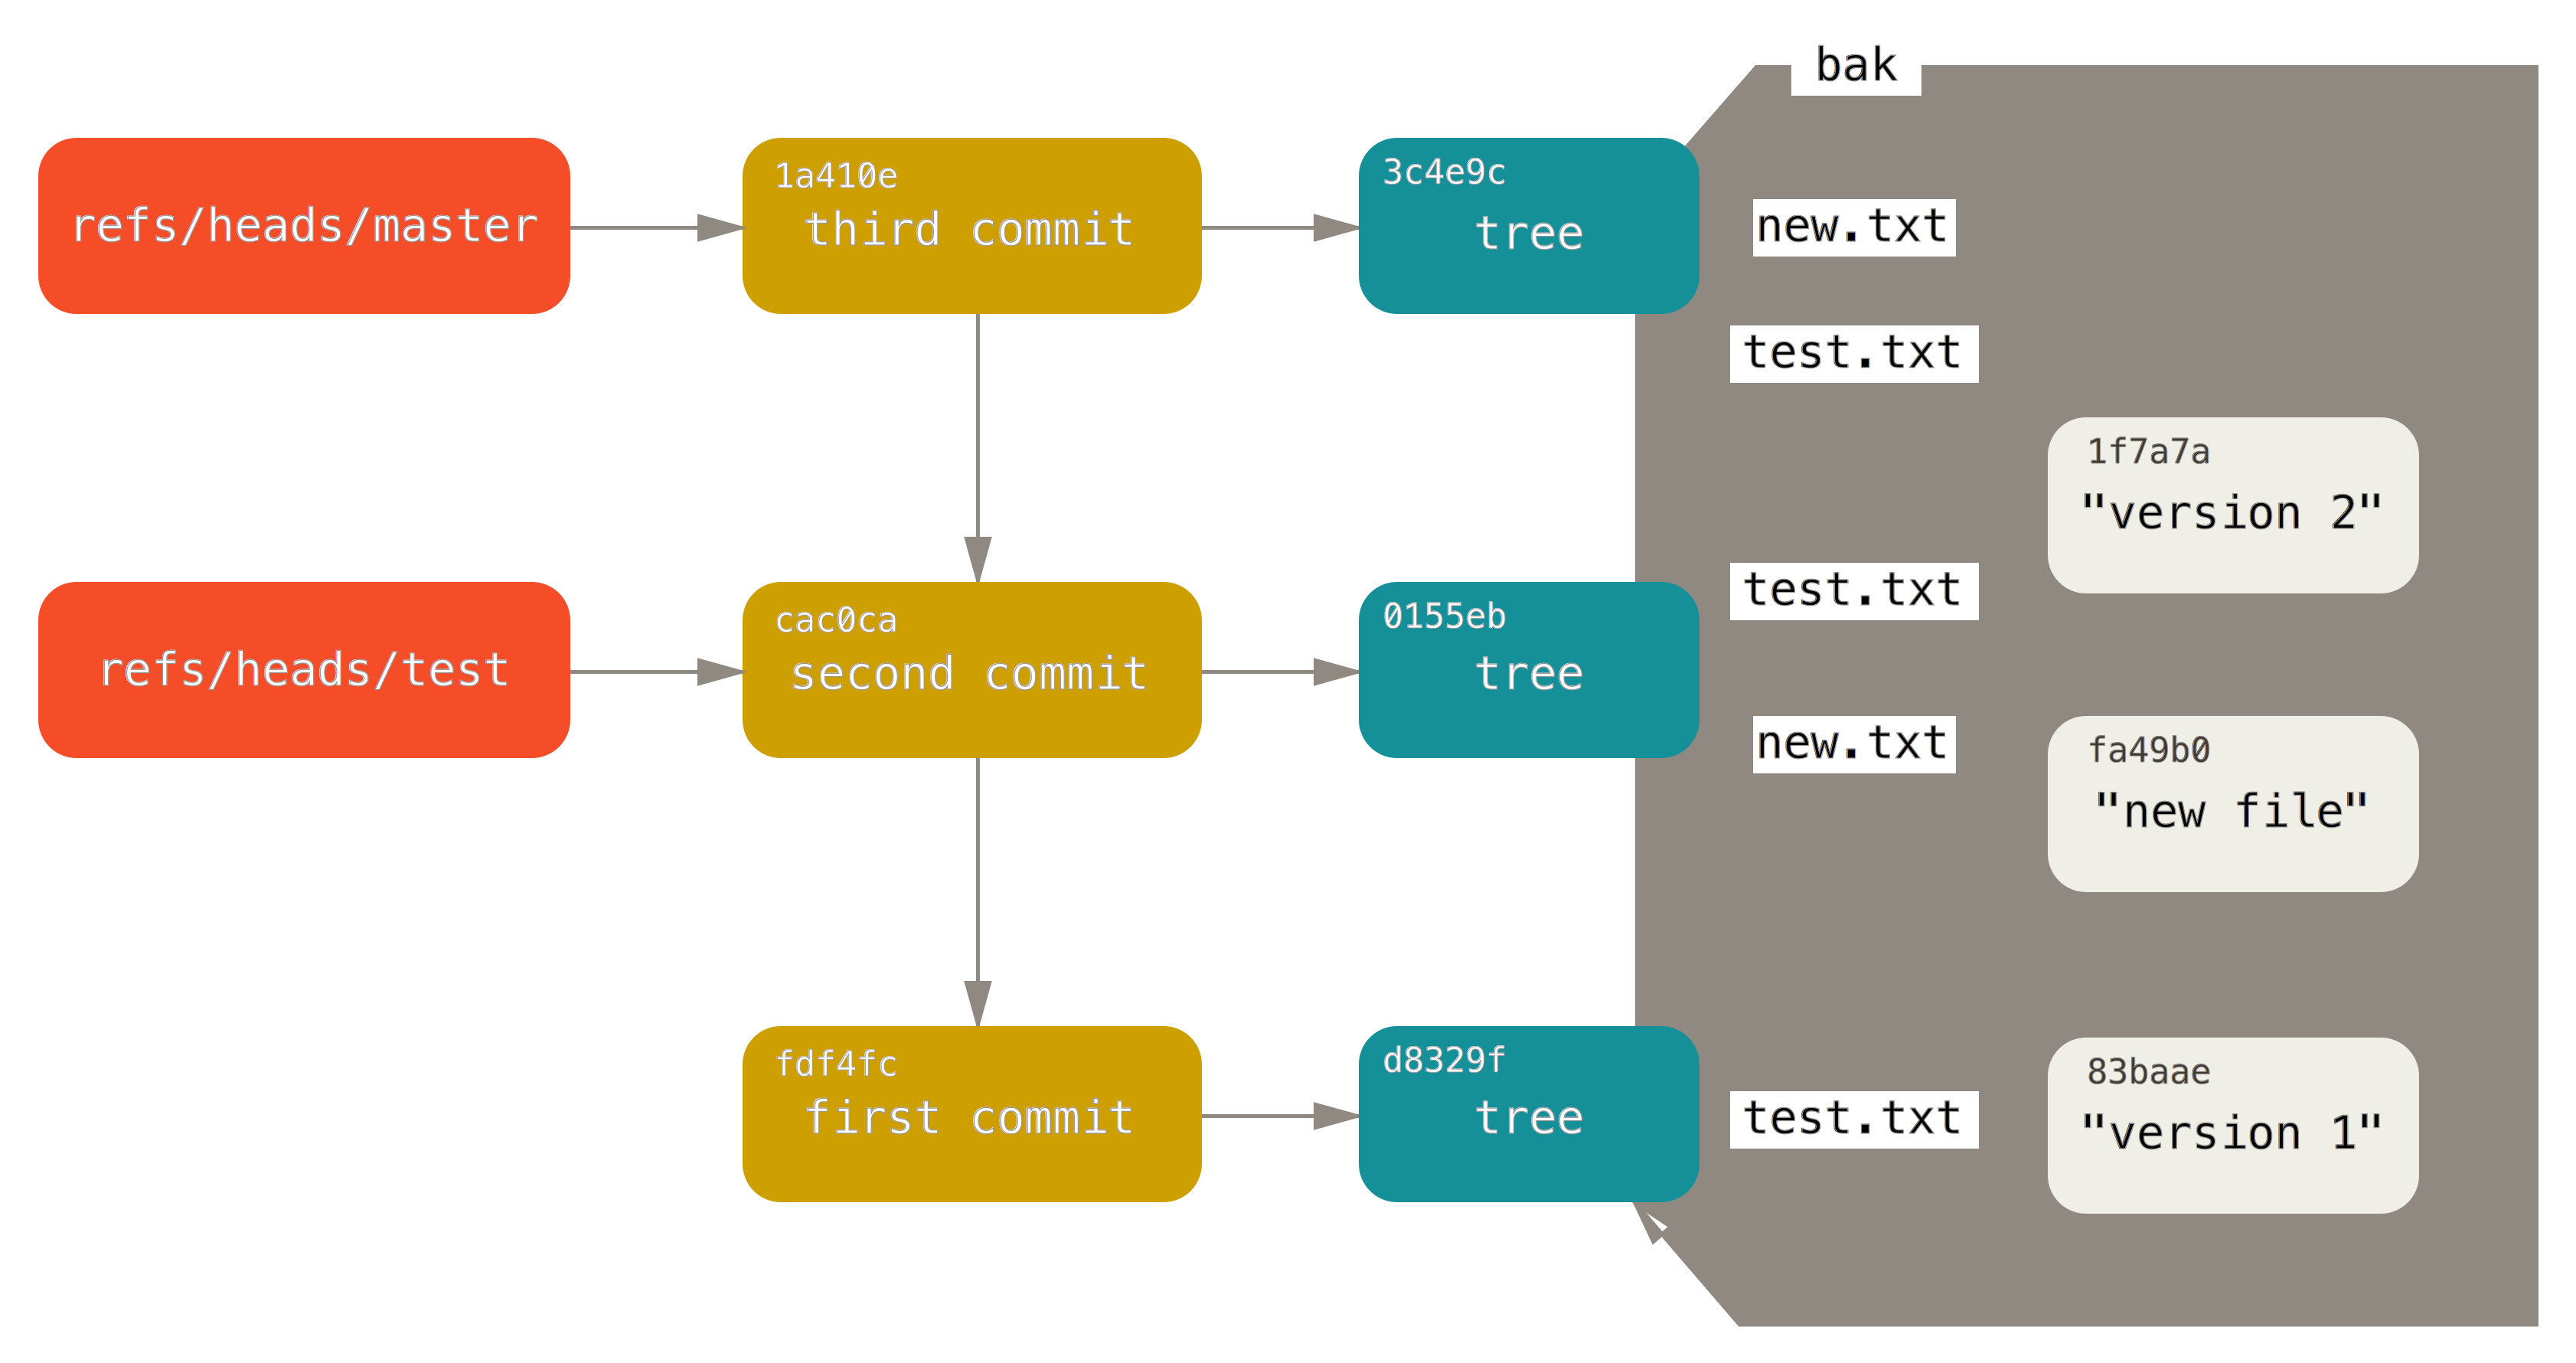 bak
refs/heads/master
1a410e
third commit
3c4e9c
tree
new.txt
test.txt
1f7a7a
"version 2"
refs/heads/test
cac0ca
second commit
0155eb
tree
test.txt
new.txt
fa49b0
"new file"
fdf4fc
first commit
d8329f
tree
test.txt
83baae
"version 1"